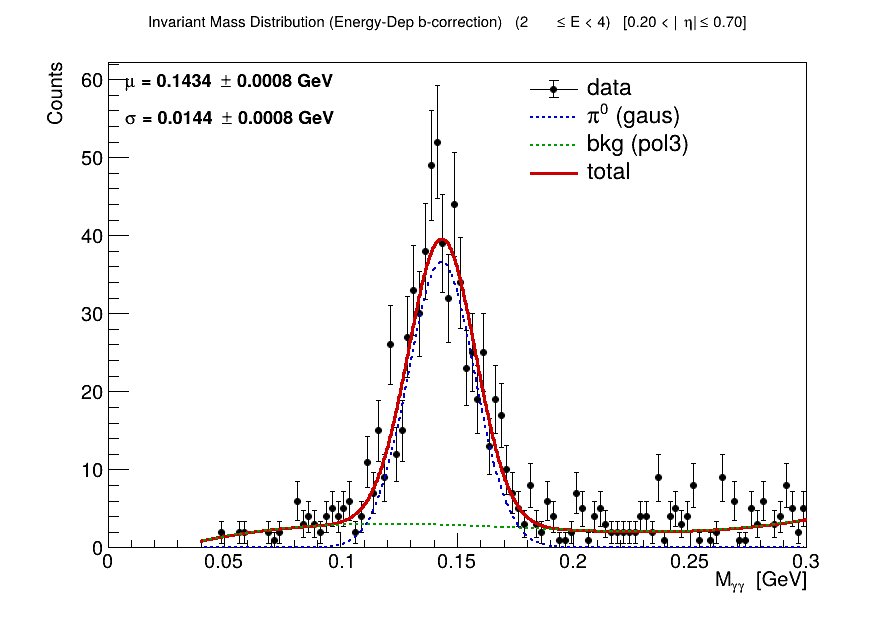 Invariant Mass Distribution (Energy-Dep b-correction) (2 ≤ E < 4) [0.20 < | η| ≤ 0.70]
Counts
μ = 0.1434 ± 0.0008 GeV
σ = 0.0144 ± 0.0008 GeV
data
π⁰ (gaus)
bkg (pol3)
total
60
50
40
30
20
10
0
0 0.05 0.1 0.15 0.2 0.25 0.3
Mγγ [GeV]